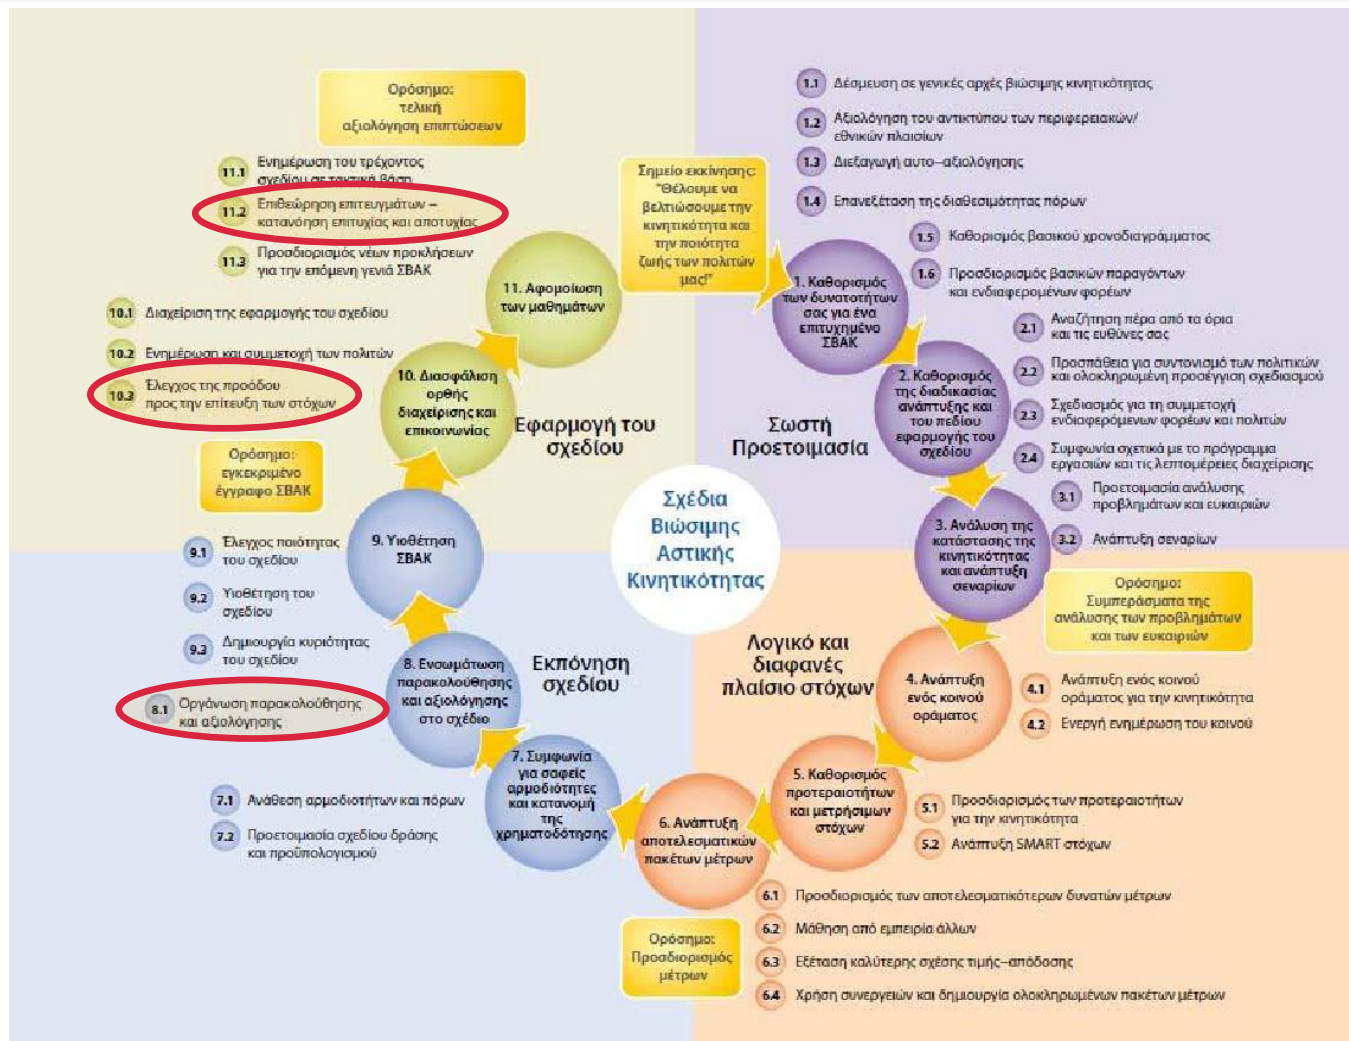 Ορόσημο:
τελική
αξιολόγηση επιπτώσεων
11.1 Ενημέρωση του τρέχοντος
σχεδίου σε τακτική βάση
11.2 Επιθεώρηση επιτευγμάτων –
κατανόηση επιτυχίας και αποτυχίας
11.3 Προσδιορισμός νέων προκλήσεων
για την επόμενη γενιά ΣΒΑΚ
10.1 Διαχείριση της εφαρμογής του σχεδίου
10.2 Ενημέρωση και συμμετοχή των πολιτών
10.3 Έλεγχος της προόδου
προς την επίτευξη των στόχων
Ορόσημο:
εγκεκριμένο
έγγραφο ΣΒΑΚ
11. Αφομοίωση
των μαθημάτων
10. Διασφάλιση
ορθής
διαχείρισης και
επικοινωνίας
Εφαρμογή του
σχεδίου
Σημείο εκκίνησης:
"Θέλουμε να
βελτιώσουμε την
κινητικότητα και
την ποιότητα
ζωής των πολιτών
μας!"
1.1 Δέσμευση σε γενικές αρχές βιώσιμης κινητικότητας
1.2 Αξιολόγηση του αντικτύπου των περιφερειακών/
εθνικών πλαισίων
1.3 Διεξαγωγή αυτο–αξιολόγησης
1.4 Επανεξέταση της διαθεσιμότητας πόρων
1.5 Καθορισμός βασικού χρονοδιαγράμματος
1.6 Προσδιορισμός βασικών παραγόντων
και ενδιαφερομένων φορέων
1. Καθορισμός
των δυνατοτήτων
σας για ένα
επιτυχημένο
ΣΒΑΚ
2.1 Αναζήτηση πέρα από τα όρια
και τις ευθύνες σας
2.2 Προσπάθεια για συντονισμό των πολιτικών
και ολοκληρωμένη προσέγγιση σχεδιασμού
2.3 Σχεδιασμός για τη συμμετοχή
ενδιαφερόμενων φορέων και πολιτών
2.4 Συμφωνία σχετικά με το πρόγραμμα
εργασιών και τις λεπτομέρειες διαχείρισης
2. Καθορισμός
της διαδικασίας
ανάπτυξης και
του πεδίου
εφαρμογής του
σχεδίου
Σωστή
Προετοιμασία
3.1 Προετοιμασία ανάλυσης
προβλημάτων και ευκαιριών
3.2 Ανάπτυξη σεναρίων
3. Ανάλυση της
κατάστασης της
κινητικότητας
και ανάπτυξη
σεναρίων
Ορόσημο:
Συμπεράσματα της
ανάλυσης των προβλημάτων
και των ευκαιριών
Σχέδια
Βιώσιμης
Αστικής
Κινητικότητας
9. Υιοθέτηση
ΣΒΑΚ
9.1 Έλεγχος ποιότητας
του σχεδίου
9.2 Υιοθέτηση του
σχεδίου
9.3 Δημιουργία κυριότητας
του σχεδίου
8.1 Οργάνωση παρακολούθησης
και αξιολόγησης
8. Ενσωμάτωση
παρακολούθησης
και αξιολόγησης
στο σχέδιο
Εκπόνηση
σχεδίου
Λογικό και
διαφανές
πλαίσιο στόχων
4. Ανάπτυξη
ενός κοινού
οράματος
4.1 Ανάπτυξη ενός κοινού
οράματος για την κινητικότητα
4.2 Ενεργή ενημέρωση του κοινού
7. Συμφωνία
για σαφείς
αρμοδιότητες
και κατανομή
της
χρηματοδότησης
7.1 Ανάθεση αρμοδιοτήτων και πόρων
7.2 Προετοιμασία σχεδίου δράσης
και προϋπολογισμού
5. Καθορισμός
προτεραιοτήτων
και μετρήσιμων
στόχων
5.1 Προσδιορισμός των προτεραιοτήτων
για την κινητικότητα
5.2 Ανάπτυξη SMART στόχων
6. Ανάπτυξη
αποτελεσματικών
πακέτων μέτρων
6.1 Προσδιορισμός των αποτελεσματικότερων δυνατών μέτρων
6.2 Μάθηση από εμπειρία άλλων
6.3 Εξέταση καλύτερης σχέσης τιμής–απόδοσης
6.4 Χρήση συνεργειών και δημιουργία ολοκληρωμένων πακέτων μέτρων
Ορόσημο:
Προσδιορισμός
μέτρων